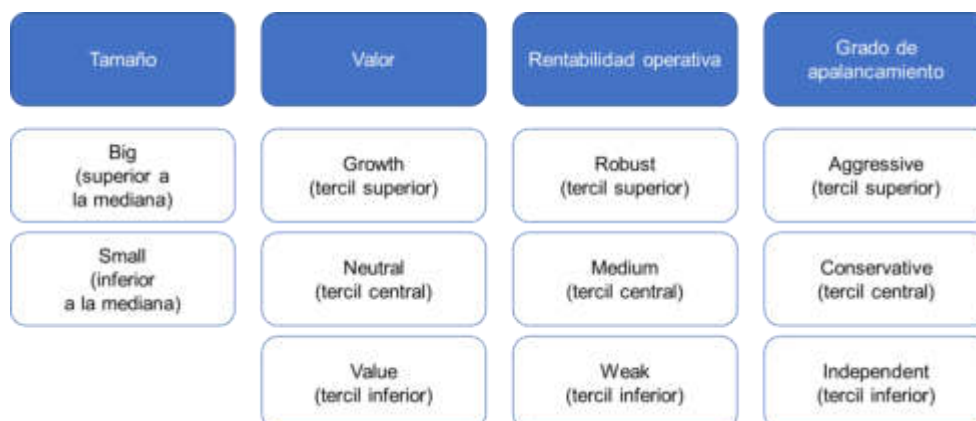 Tamaño
Valor
Rentabilidad operativa
Grado de
apalancamiento
Big
(superior a
la mediana)
Growth
(tercil superior)
Robust
(tercil superior)
Aggressive
(tercil superior)
Small
(inferior
a la mediana)
Neutral
(tercil central)
Medium
(tercil central)
Conservative
(tercil central)
Value
(tercil inferior)
Weak
(tercil inferior)
Independent
(tercil inferior)